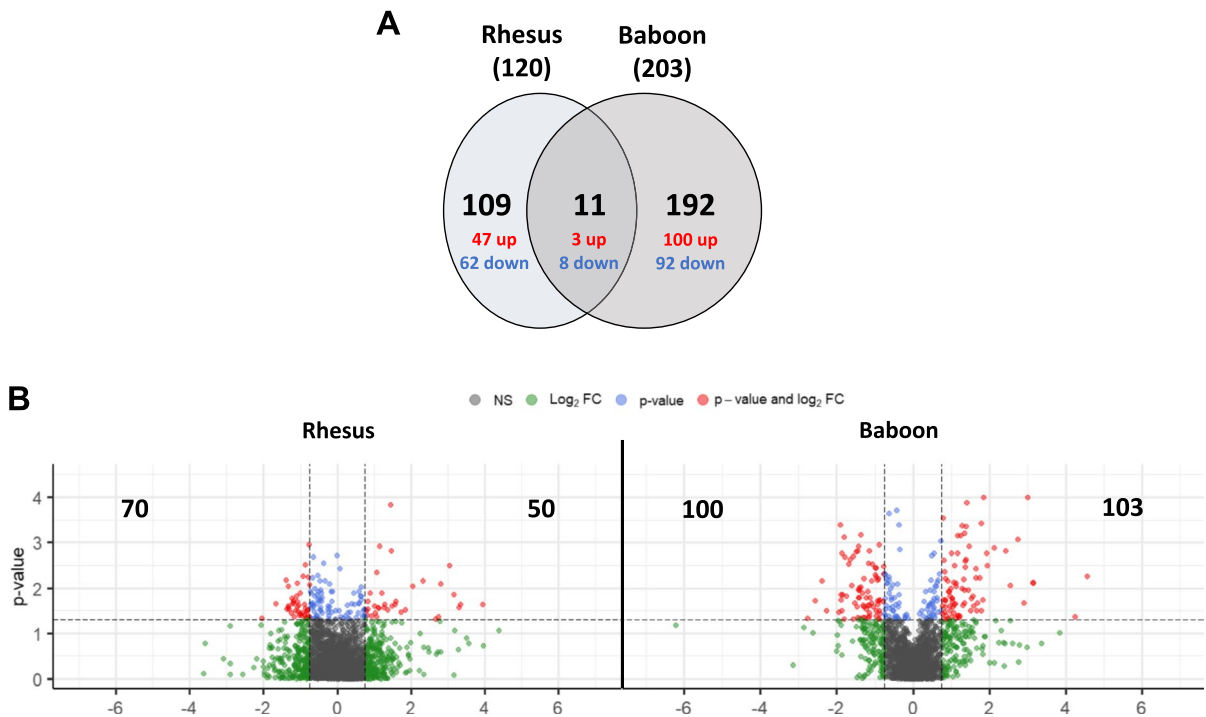 A
Rhesus Baboon
(120) (203)
109 11 192
47 up 3 up 100 up
62 down 8 down 92 down
B
NS Log₂ FC p-value p – value and log₂ FC
Rhesus Baboon
70 50 100 103
p-value
4
3
2
1
0
-6 -4 -2 0 2 4 6 -6 -4 -2 0 2 4 6